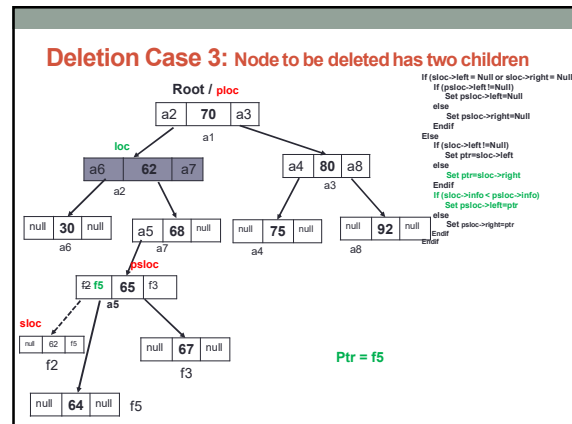 Deletion Case 3: Node to be deleted has two children
If (sloc->left = Null or sloc->right = Null
If (psloc->left !=Null)
Set psloc->left=Null
else
Set psloc->right=Null
Endif
Else
If (sloc->left !=Null)
Set ptr=sloc->left
else
Set ptr=sloc->right
Endif
If (sloc->info < psloc->info)
Set psloc->left=ptr
else
Set psloc->right=ptr
Endif
Endif
Root / ploc
a2 70 a3
a1
loc
a6 62 a7
a2
a4 80 a8
a3
null 30 null
a6
a5 68 null
a7
null 75 null
a4
null 92 null
a8
psloc
f2 f5 65 f3
a5
sloc
null 62 f5
f2
null 67 null
f3
Ptr = f5
null 64 null f5